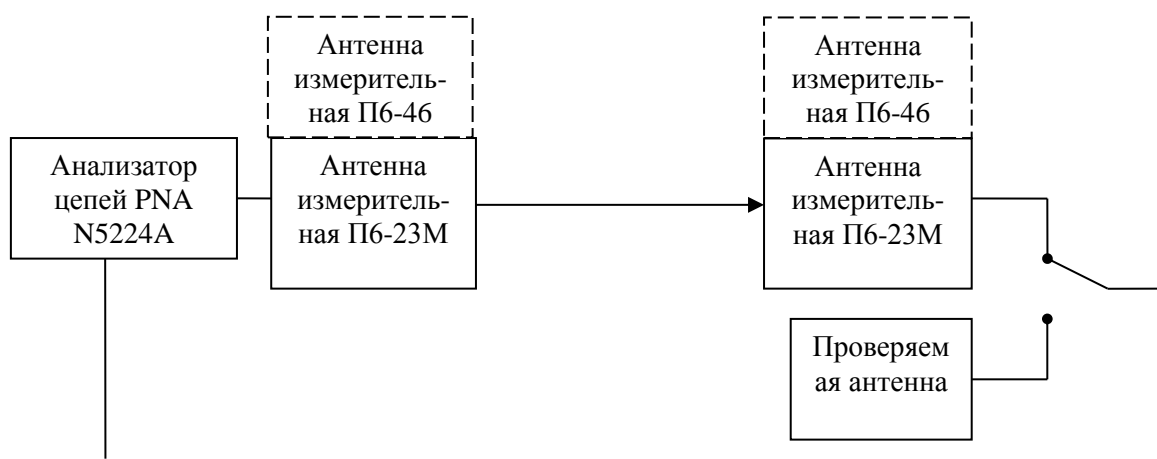 Антенна
измеритель-
ная П6-46
Антенна
измеритель-
ная П6-46
Анализатор
цепей PNA
N5224A
Антенна
измеритель-
ная П6-23М
Антенна
измеритель-
ная П6-23М
Проверяем
ая антенна